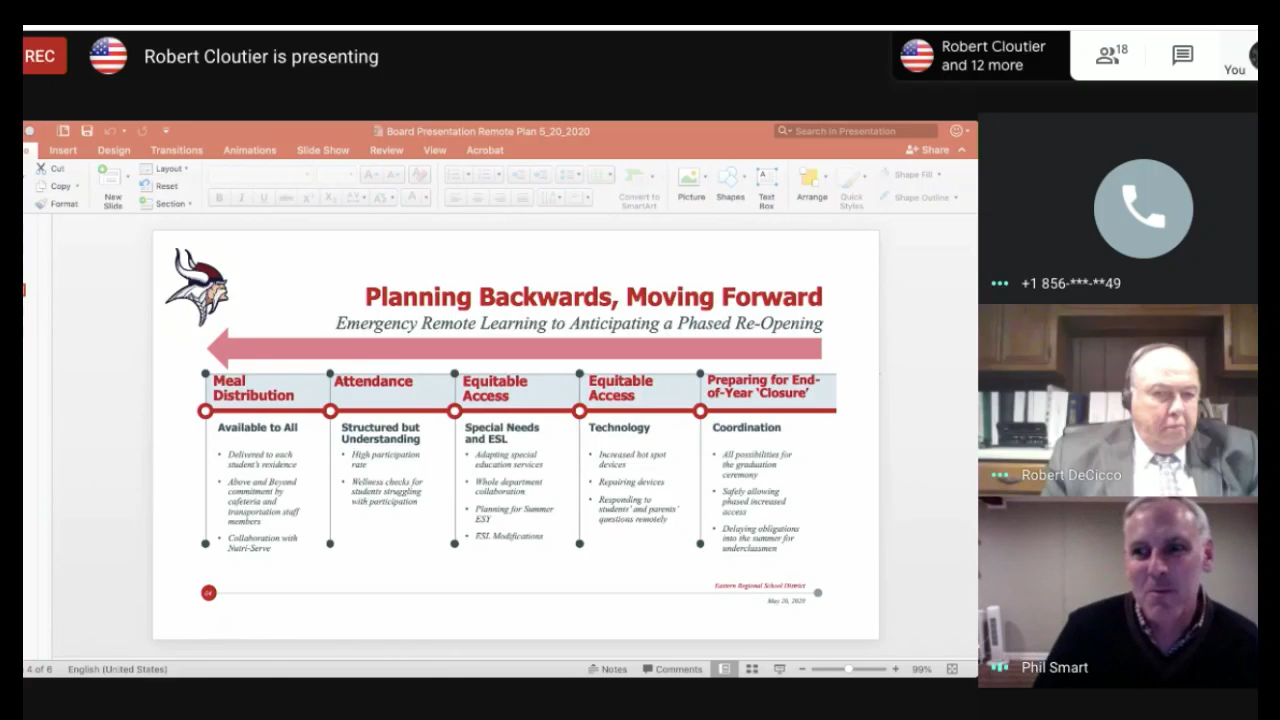 REC
Robert Cloutier is presenting
Robert Cloutier
and 12 more
18
You
Board Presentation Remote Plan 5_20_2020
Search in Presentation
Insert Design Transitions Animations Slide Show Review View Acrobat
Share
Cut
Copy
Format
New
Slide
Layout
Reset
Section
Convert to
SmartArt
Picture
Shapes
Text
Box
Arrange
Quick
Styles
Shape Fill
Shape Outline
Planning Backwards, Moving Forward
Emergency Remote Learning to Anticipating a Phased Re-Opening
Meal
Distribution
Available to All
• Delivered to each
student's residence
• Above and Beyond
commitment by
cafeteria and
transportation staff
members
• Collaboration with
Nutri-Serve
Attendance
Structured but
Understanding
• High participation
rate
• Wellness checks for
students struggling
with participation
Equitable
Access
Special Needs
and ESL
• Adapting special
education services
• Whole department
collaboration
• Planning for Summer
ESY
• ESL Modifications
Equitable
Access
Technology
• Increased hot spot
devices
• Repairing devices
• Responding to
students' and parents'
questions remotely
Preparing for End-
of-Year 'Closure'
Coordination
• All possibilities for
the graduation
ceremony
• Safely allowing
phased increased
access
• Delaying obligations
into the summer for
underclassmen
04
Eastern Regional School District
May 20, 2020
4 of 6 English (United States)
Notes Comments 99%
+1 856-***-**49
Robert DeCicco
Phil Smart